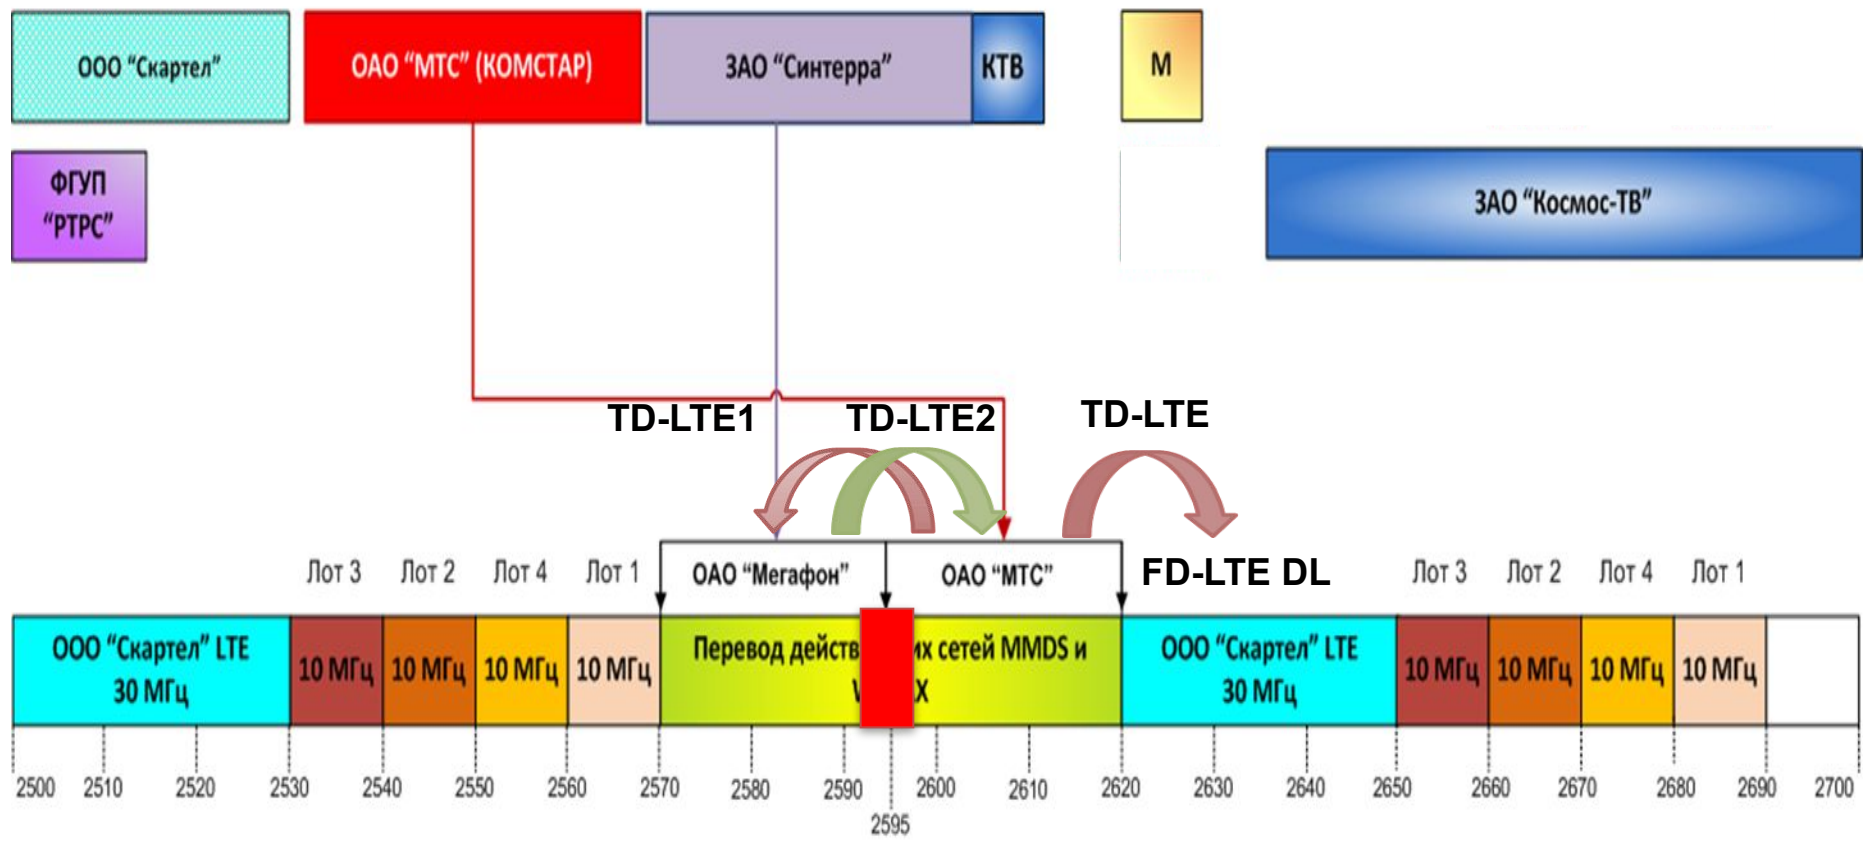 ООО “Скартел”
ОАО “МТС” (КОМСТАР)
ЗАО “Синтерра”
КТВ
М
ФГУП
“РТРС”
ЗАО “Космос-ТВ”
TD-LTE1
TD-LTE2
TD-LTE
Лот 3
Лот 2
Лот 4
Лот 1
ОАО “Мегафон”
ОАО “МТС”
FD-LTE DL
Лот 3
Лот 2
Лот 4
Лот 1
ООО “Скартел” LTE
30 МГц
10 МГц
10 МГц
10 МГц
10 МГц
Перевод действ их сетей MMDS и
X
ООО “Скартел” LTE
30 МГц
10 МГц
10 МГц
10 МГц
10 МГц
2500
2510
2520
2530
2540
2550
2560
2570
2580
2590
2600
2610
2620
2630
2640
2650
2660
2670
2680
2690
2700
2595